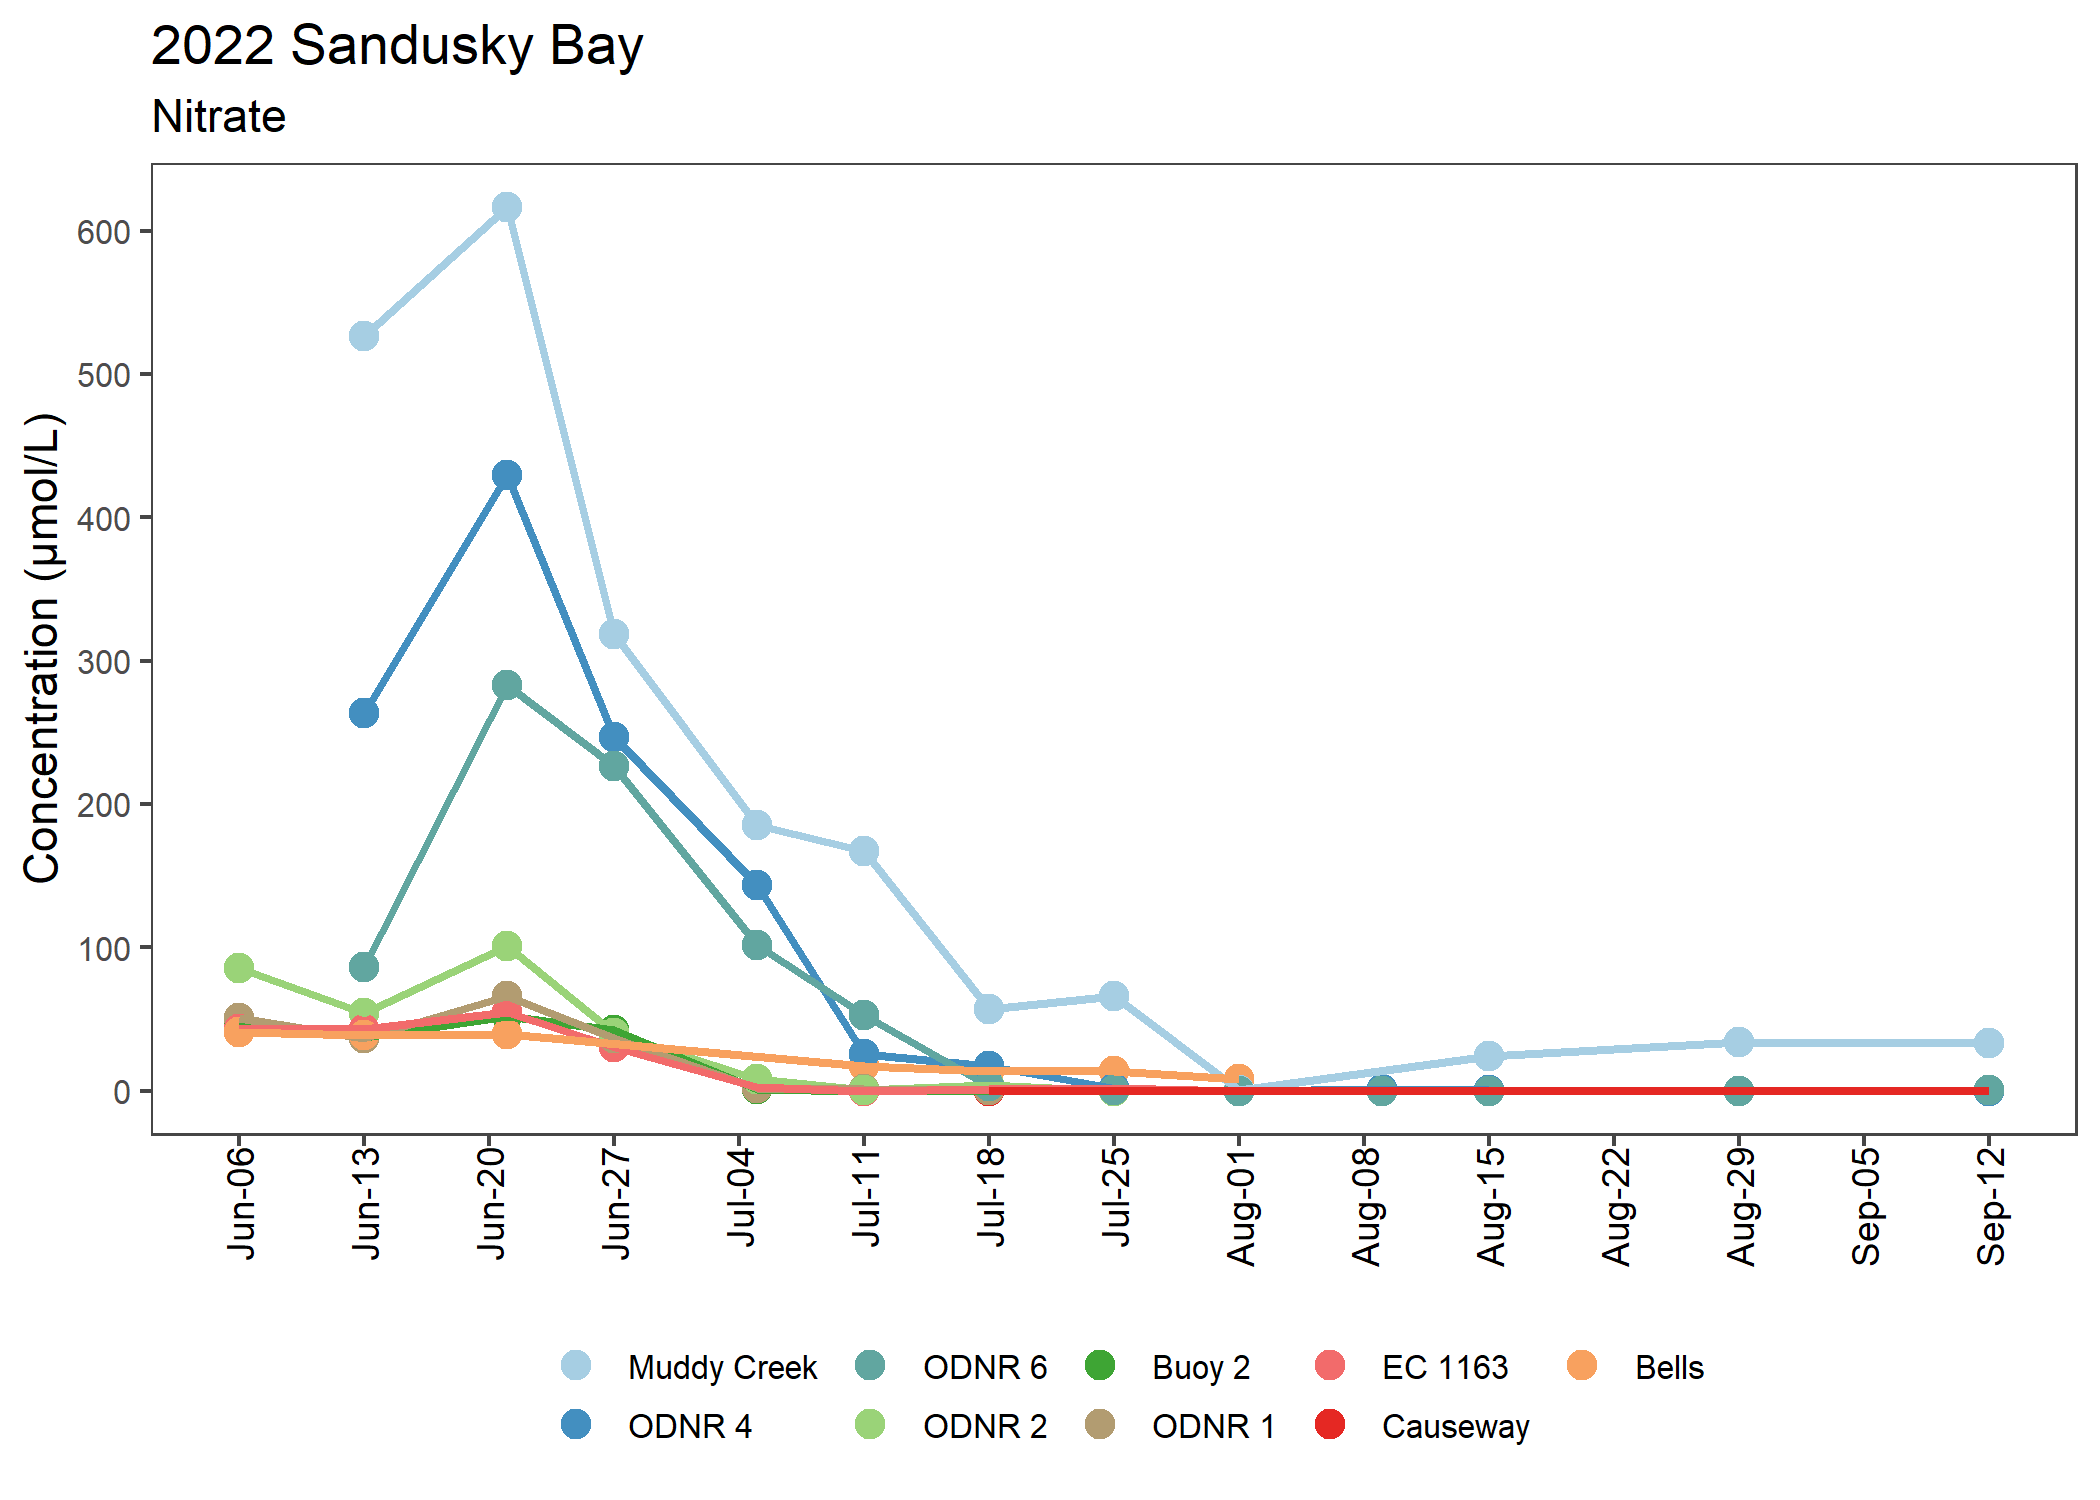 2022 Sandusky Bay
Nitrate
Concentration (µmol/L)
600
500
400
300
200
100
0
Jun-06
Jun-13
Jun-20
Jun-27
Jul-04
Jul-11
Jul-18
Jul-25
Aug-01
Aug-08
Aug-15
Aug-22
Aug-29
Sep-05
Sep-12
Muddy Creek
ODNR 6
Buoy 2
EC 1163
Bells
ODNR 4
ODNR 2
ODNR 1
Causeway